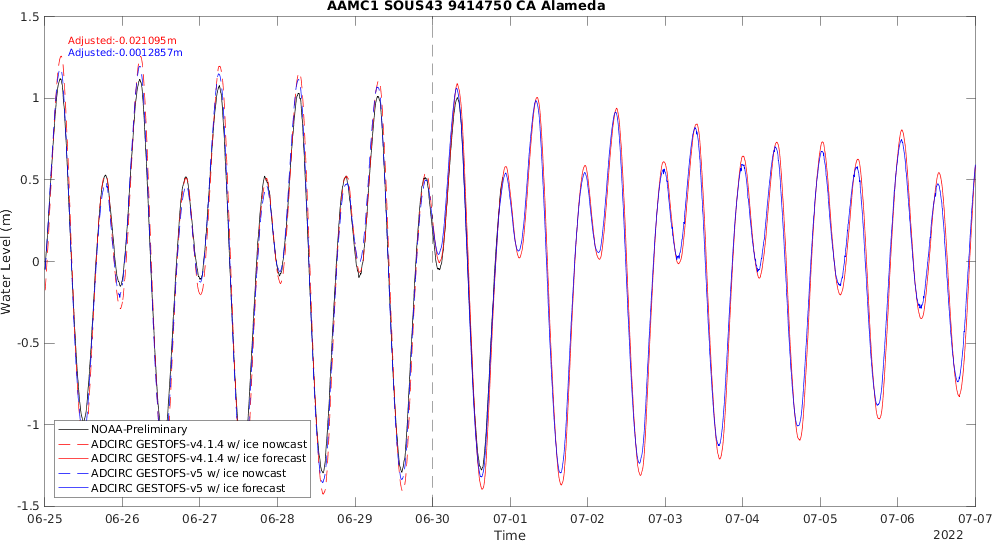 AAMC1 SOUS43 9414750 CA Alameda
Adjusted:-0.021095m
Adjusted:-0.0012857m
1.5
1
0.5
0
-0.5
-1
-1.5
Water Level (m)
NOAA-Preliminary
ADCIRC GESTOFS-v4.1.4 w/ ice nowcast
ADCIRC GESTOFS-v4.1.4 w/ ice forecast
ADCIRC GESTOFS-v5 w/ ice nowcast
ADCIRC GESTOFS-v5 w/ ice forecast
06-25 06-26 06-27 06-28 06-29 06-30 07-01 07-02 07-03 07-04 07-05 07-06 07-07
Time
2022